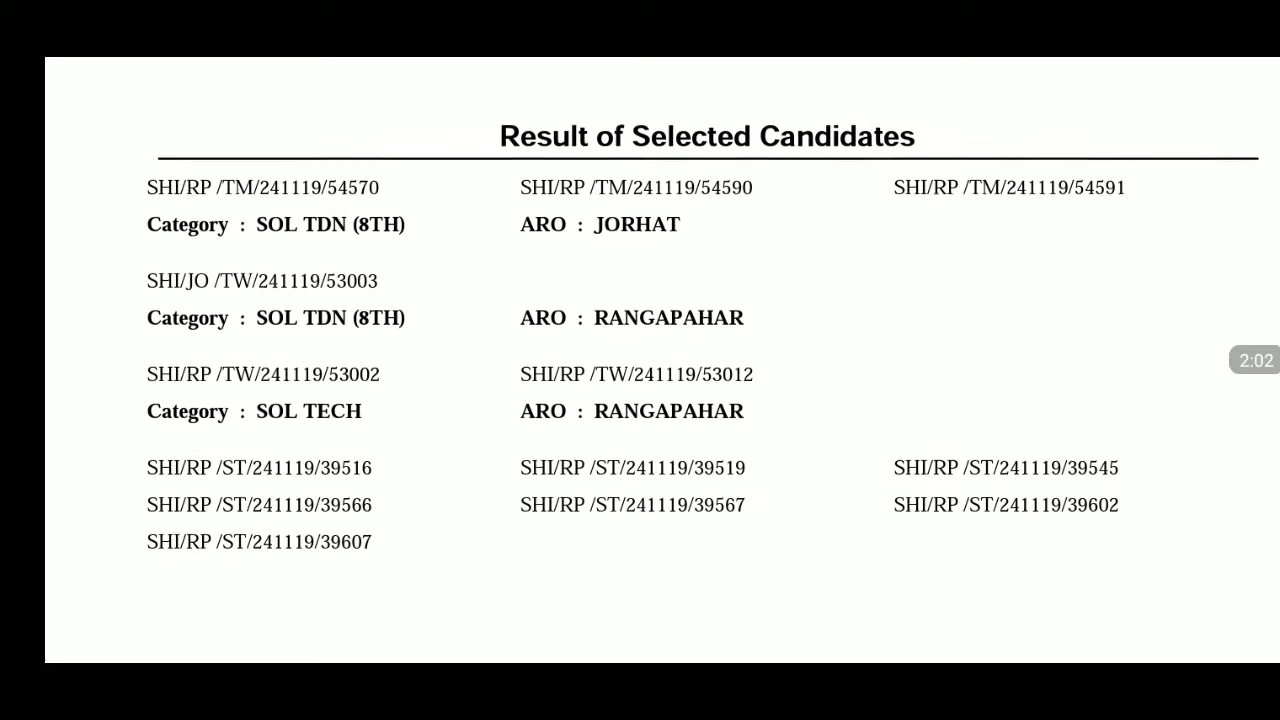 Result of Selected Candidates
SHI/RP /TM/241119/54570 SHI/RP /TM/241119/54590 SHI/RP /TM/241119/54591
Category : SOL TDN (8TH) ARO : JORHAT
SHI/JO /TW/241119/53003
Category : SOL TDN (8TH) ARO : RANGAPAHAR
SHI/RP /TW/241119/53002 SHI/RP /TW/241119/53012
Category : SOL TECH ARO : RANGAPAHAR
2:02
SHI/RP /ST/241119/39516 SHI/RP /ST/241119/39519 SHI/RP /ST/241119/39545
SHI/RP /ST/241119/39566 SHI/RP /ST/241119/39567 SHI/RP /ST/241119/39602
SHI/RP /ST/241119/39607